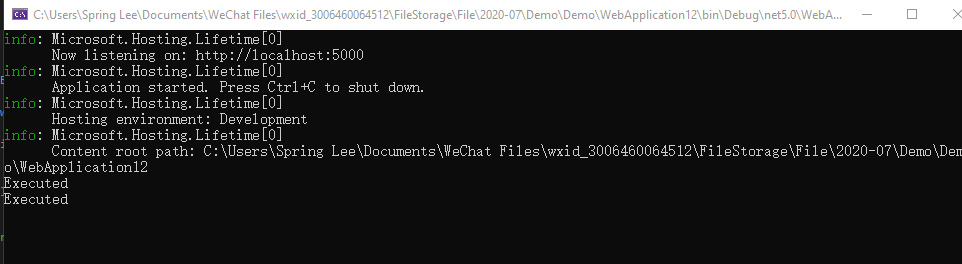 C:\Users\Spring Lee\Documents\WeChat Files\wxid_3006460064512\FileStorage\File\2020-07\Demo\Demo\WebApplication12\bin\Debug\net5.0\WebA...
info: Microsoft.Hosting.Lifetime[0]
Now listening on: http://localhost:5000
info: Microsoft.Hosting.Lifetime[0]
Application started. Press Ctrl+C to shut down.
info: Microsoft.Hosting.Lifetime[0]
Hosting environment: Development
info: Microsoft.Hosting.Lifetime[0]
Content root path: C:\Users\Spring Lee\Documents\WeChat Files\wxid_3006460064512\FileStorage\File\2020-07\Demo\Dem
o\WebApplication12
Executed
Executed